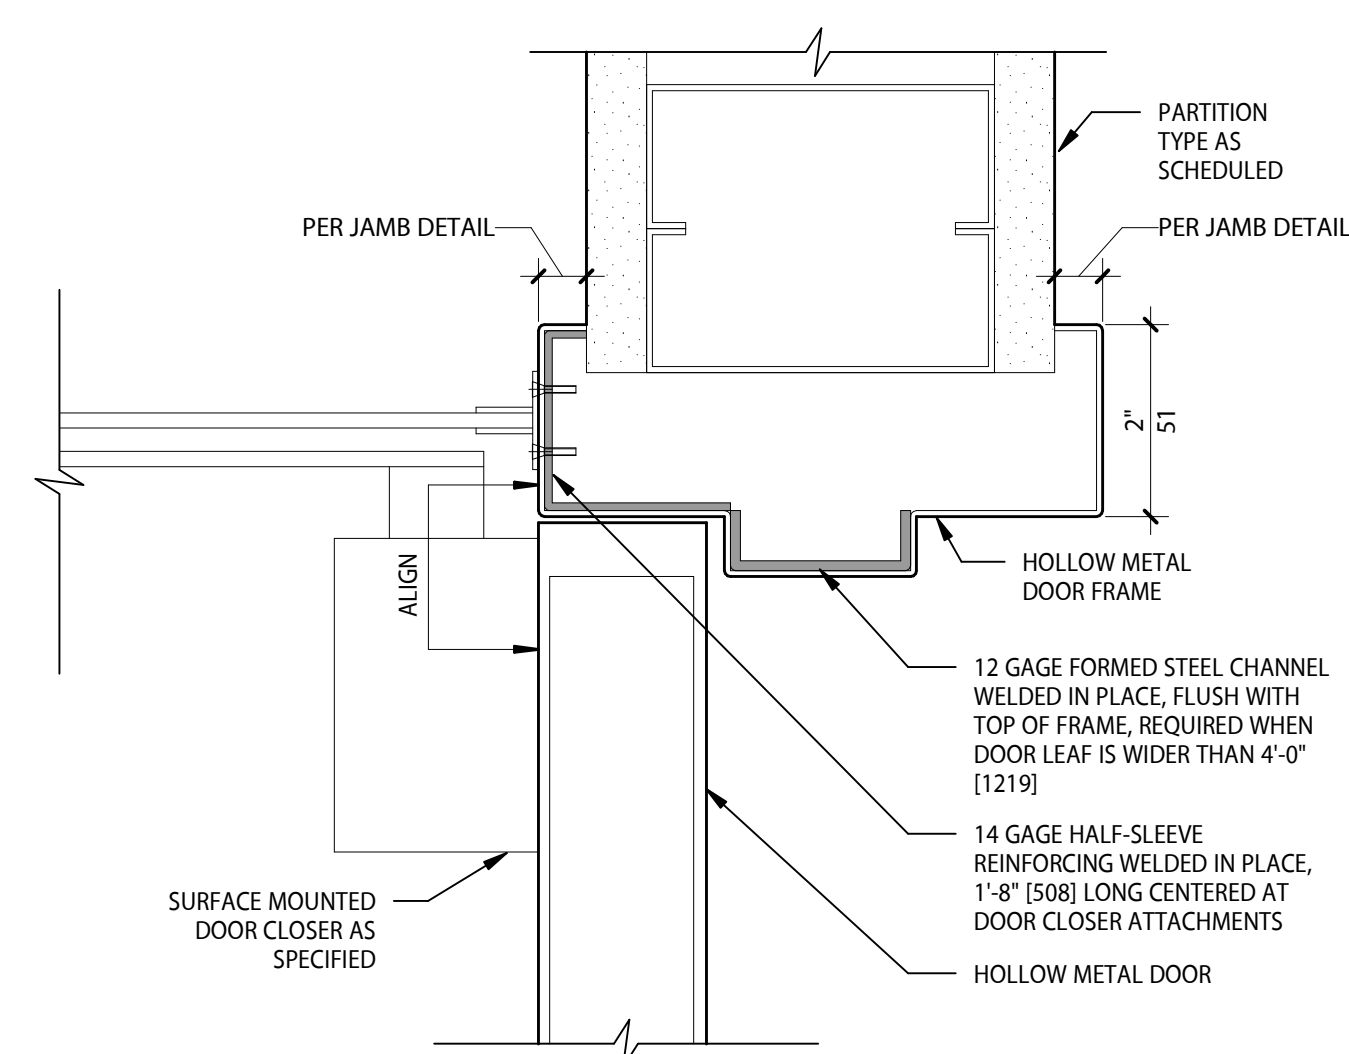 PARTITION
TYPE AS
SCHEDULED
PER JAMB DETAIL
PER JAMB DETAIL
2"
51
ALIGN
HOLLOW METAL
DOOR FRAME
12 GAGE FORMED STEEL CHANNEL
WELDED IN PLACE, FLUSH WITH
TOP OF FRAME, REQUIRED WHEN
DOOR LEAF IS WIDER THAN 4'-0"
[1219]
14 GAGE HALF-SLEEVE
REINFORCING WELDED IN PLACE,
1'-8" [508] LONG CENTERED AT
DOOR CLOSER ATTACHMENTS
SURFACE MOUNTED
DOOR CLOSER AS
SPECIFIED
HOLLOW METAL DOOR